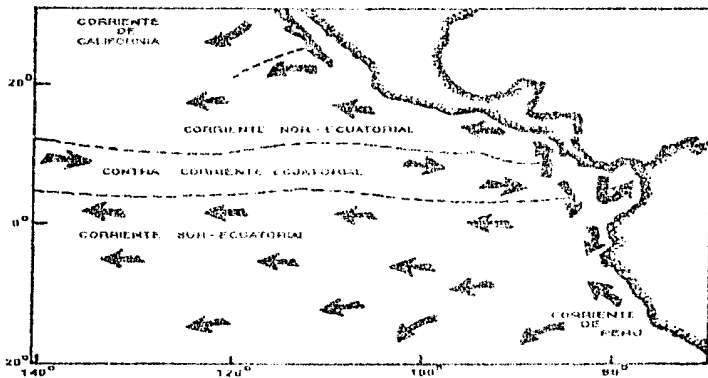 CORRIENTE
DE
CALIFORNIA
20°
CORRIENTE NOR-ECUATORIAL
CONTRA CORRIENTE ECUATORIAL
0°
CORRIENTE SUR-ECUATORIAL
CORRIENTE
DE
PERÚ
20°
140° 120° 100° 80°